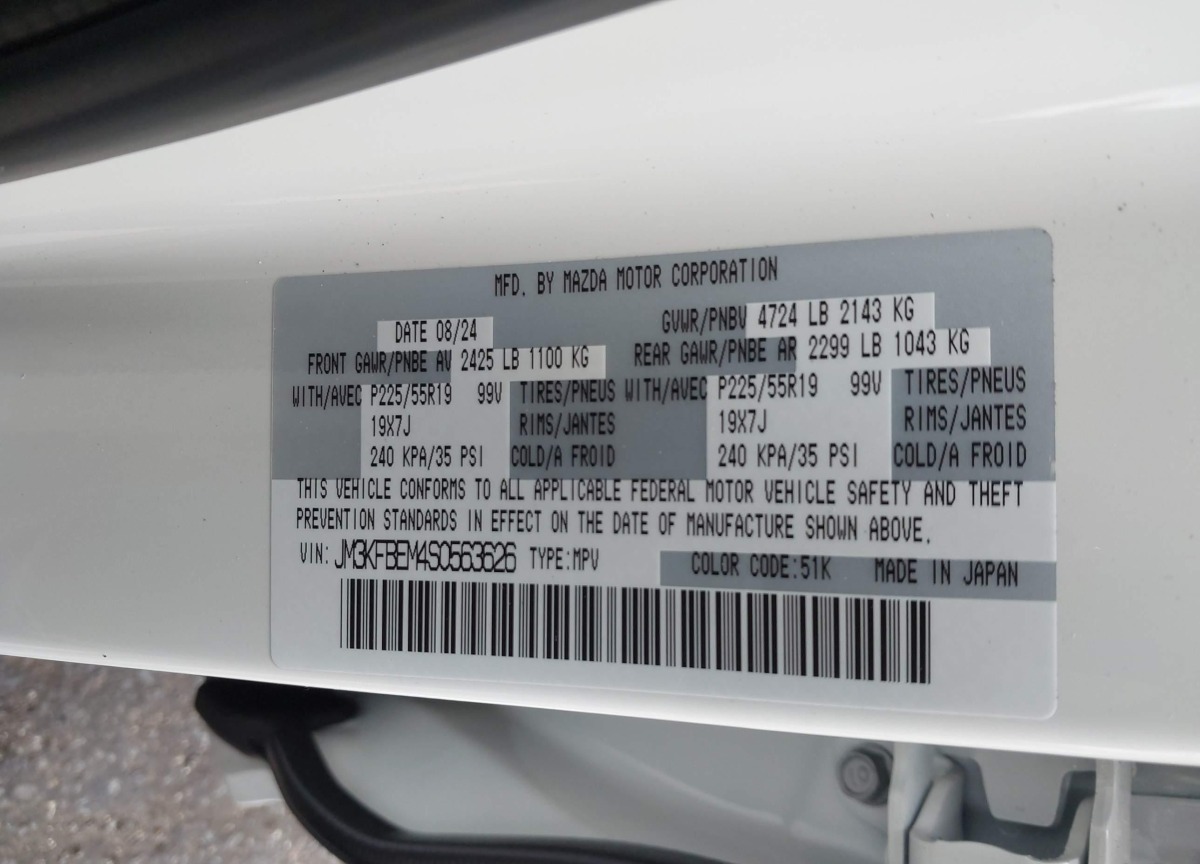 MFD. BY MAZDA MOTOR CORPORATION
DATE 08/24 GVWR/PNBV 4724 LB 2143 KG
FRONT GAWR/PNBE AV 2425 LB 1100 KG REAR GAWR/PNBE AR 2299 LB 1043 KG
WITH/AVEC P225/55R19 99V TIRES/PNEUS WITH/AVEC P225/55R19 99V TIRES/PNEUS
19X7J RIMS/JANTES 19X7J RIMS/JANTES
240 KPA/35 PSI COLD/A FROID 240 KPA/35 PSI COLD/A FROID
THIS VEHICLE CONFORMS TO ALL APPLICABLE FEDERAL MOTOR VEHICLE SAFETY AND THEFT
PREVENTION STANDARDS IN EFFECT ON THE DATE OF MANUFACTURE SHOWN ABOVE.
VIN: JM3KFBEM4S0563626 TYPE:MPV COLOR CODE:51K MADE IN JAPAN